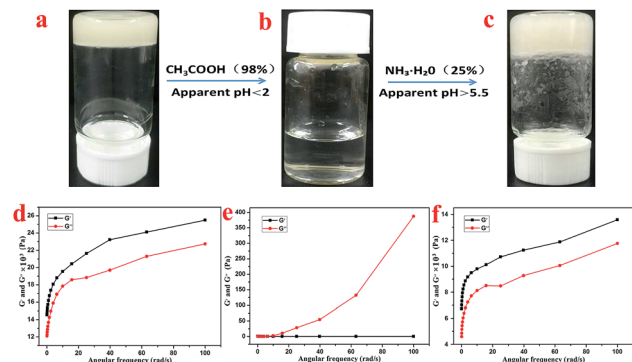 a
b
c
CH₃COOH（98%）
Apparent pH<2
NH₃·H₂0（25%）
Apparent pH>5.5
d
G'
G''
G' and G'' ×10³ (Pa)
26
24
22
20
18
16
14
12
0 20 40 60 80 100
Angular frequency (rad/s)
e
G'
G''
G' and G'' (Pa)
400
350
300
250
200
150
100
50
0
0 20 40 60 80 100
Angular frequency (rad/s)
f
G'
G''
G' and G'' ×10³ (Pa)
14
12
10
8
6
4
0 20 40 60 80 100
Angular frequency (rad/s)